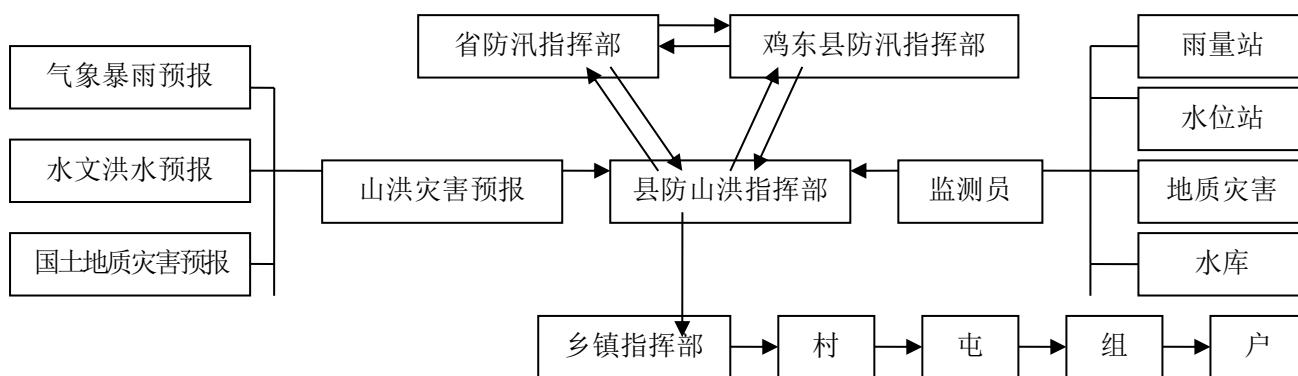 省防汛指挥部
鸡东县防汛指挥部
雨量站
气象暴雨预报
水位站
水文洪水预报
山洪灾害预报
县防山洪指挥部
监测员
地质灾害
国土地质灾害预报
水库
乡镇指挥部
村
屯
组
户